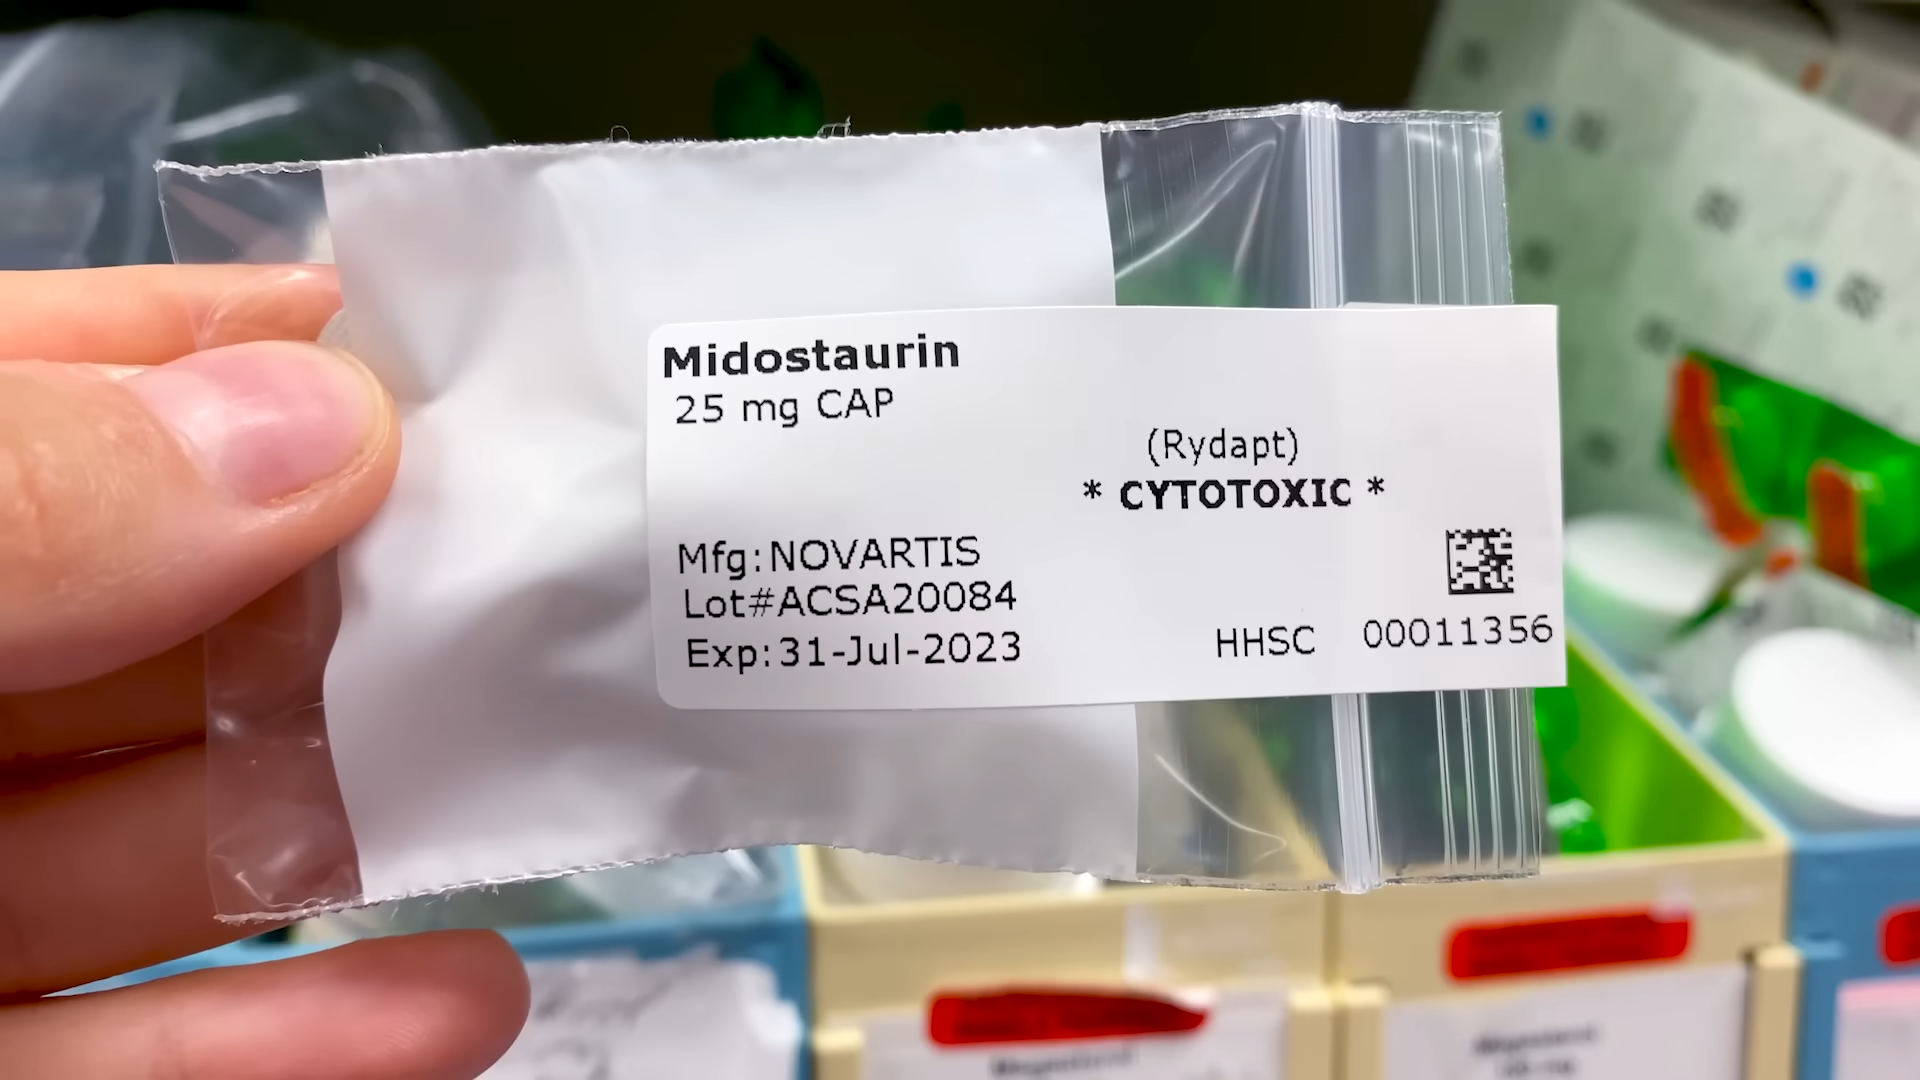 Midostaurin
25 mg CAP
(Rydapt)
* CYTOTOXIC *
Mfg:NOVARTIS
Lot#ACSA20084
Exp:31-Jul-2023
HHSC 00011356